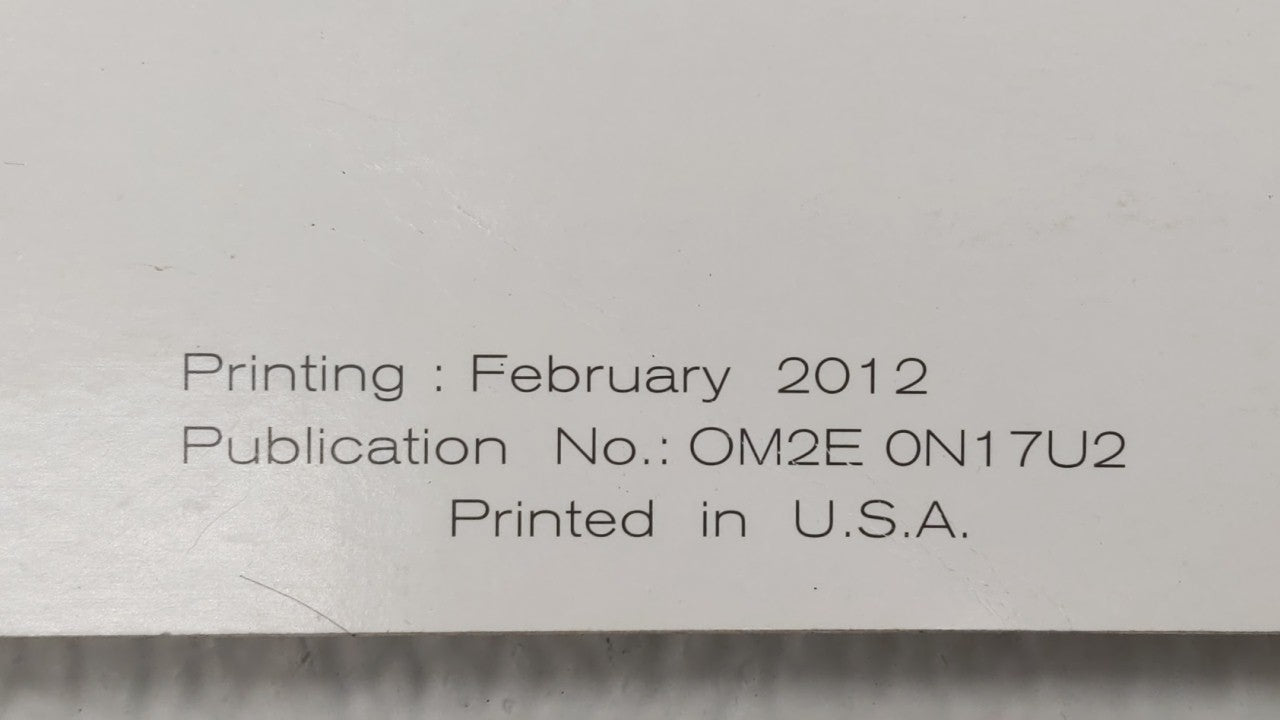 Printing : February 2012
Publication No.: OM2E 0N17U2
Printed in U.S.A.